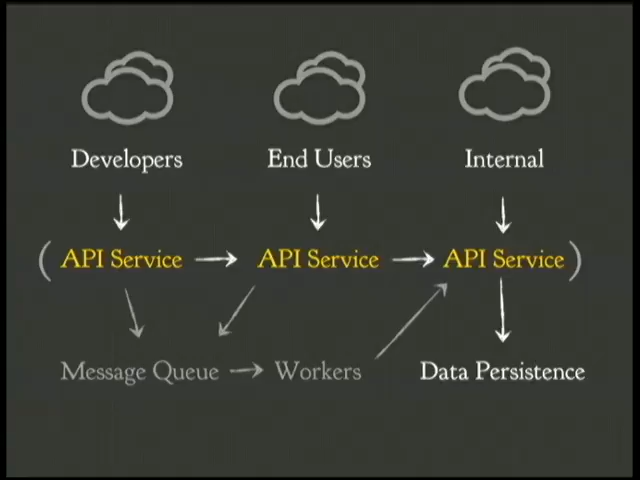 Developers End Users Internal
( API Service API Service API Service )
Message Queue Workers Data Persistence